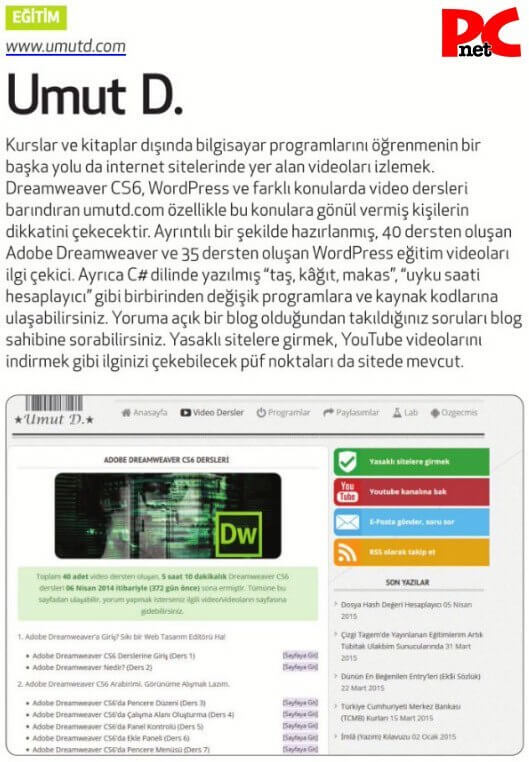 EĞİTİM
PC net
www.umutd.com
Umut D.
Kurslar ve kitaplar dışında bilgisayar programlarını öğrenmenin bir
başka yolu da internet sitelerinde yer alan videoları izlemek.
Dreamweaver CS6, WordPress ve farklı konularda video dersleri
barındıran umutd.com özellikle bu konulara gönül vermiş kişilerin
dikkatini çekecektir. Ayrıntılı bir şekilde hazırlanmış, 40 dersten oluşan
Adobe Dreamweaver ve 35 dersten oluşan WordPress eğitim videoları
ilgi çekici. Ayrıca C# dilinde yazılmış “taş, kâğıt, makas”, “uyku saati
hesaplayıcı” gibi birbirinden değişik programlara ve kaynak kodlarına
ulaşabilirsiniz. Yoruma açık bir blog olduğundan takıldığınız soruları blog
sahibine sorabilirsiniz. Yasaklı sitelere girmek, YouTube videolarını
indirmek gibi ilginizi çekebilecek püf noktaları da sitede mevcut.
★Umut D.★
Anasayfa Video Dersler Programlar Paylaşımlar Lab Özgeçmiş
ADOBE DREAMWEAVER CS6 DERSLERİ
Dw
Toplam 40 adet video dersten oluşan, 5 saat 10 dakikalık Dreamweaver CS6
dersleri 06 Nisan 2014 itibariyle (372 gün önce) sona ermiştir. Tümüne bu
sayfadan ulaşabilir, yorum yapmak isterseniz ilgili video/videoların sayfasına
gidebilirsiniz.
1. Adobe Dreamweaver'a Giriş? Sıkı bir Web Tasarım Editörü Ha!
• Adobe Dreamweaver CS6 Derslerine Giriş (Ders 1) [Sayfaya Git]
• Adobe Dreamweaver Nedir? (Ders 2) [Sayfaya Git]
2. Adobe Dreamweaver CS6 Arabirimi. Görünüme Alışmak Lazım.
• Adobe Dreamweaver CS6'da Pencere Düzeni (Ders 3) [Sayfaya Git]
• Adobe Dreamweaver CS6'da Çalışma Alanı Oluşturma (Ders 4) [Sayfaya Git]
• Adobe Dreamweaver CS6'da Panel Kontrolü (Ders 5) [Sayfaya Git]
• Adobe Dreamweaver CS6'da Ekle Paneli (Ders 6) [Sayfaya Git]
• Adobe Dreamweaver CS6'da Pencere Menüsü (Ders 7) [Sayfaya Git]
Yasaklı sitelere girmek
You Tube
Youtube kanalına bak
E-Posta gönder, soru sor
RSS olarak takip et
SON YAZILAR
› Dosya Hash Değeri Hesaplayıcı 05 Nisan
2015
› Çizgi Tagem'de Yayınlanan Eğitimlerim Artık
Tübitak Ulakbim Sunucularında 31 Mart
2015
› Dünün En Beğenilen Entry'leri (Ekşi Sözlük)
22 Mart 2015
› Türkiye Cumhuriyeti Merkez Bankası
(TCMB) Kurları 15 Mart 2015
› İmlâ (Yazım) Kılavuzu 02 Ocak 2015